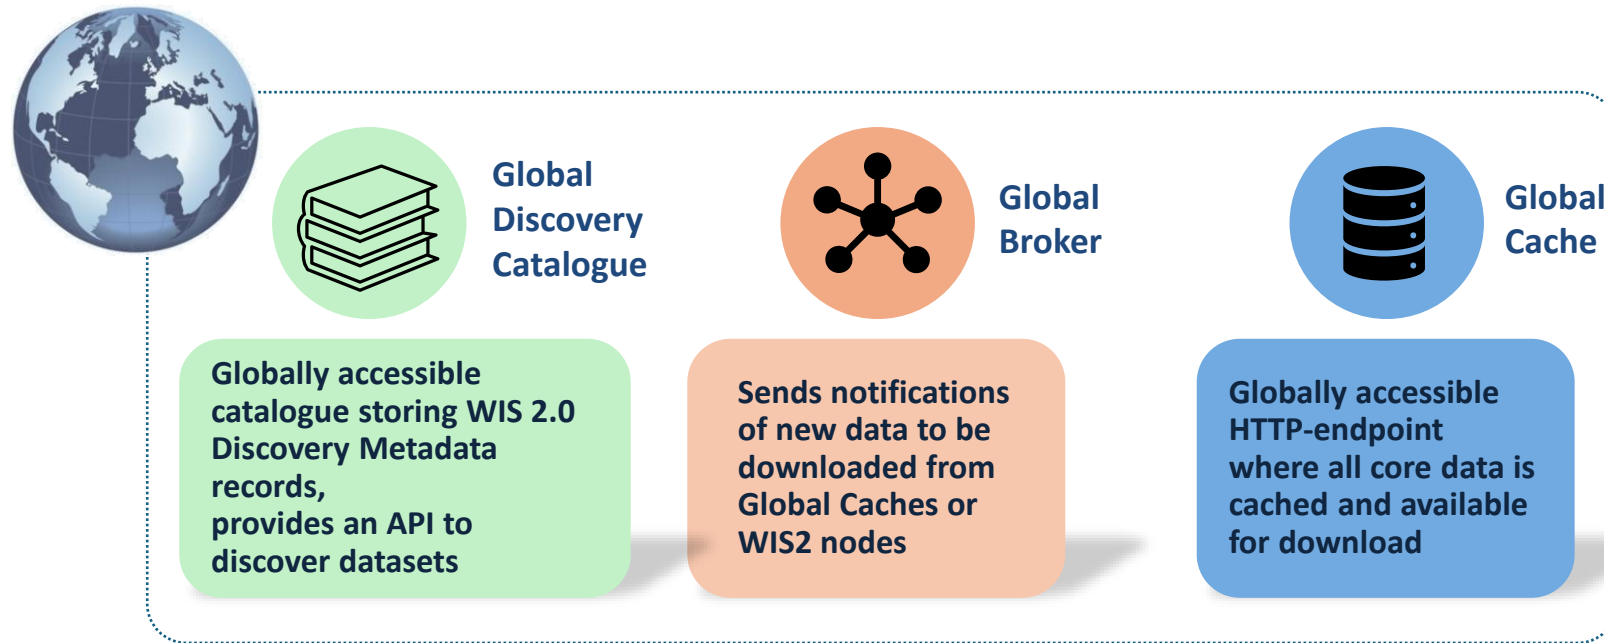 Global
Discovery
Catalogue
Globally accessible
catalogue storing WIS 2.0
Discovery Metadata
records,
provides an API to
discover datasets
Global
Broker
Sends notifications
of new data to be
downloaded from
Global Caches or
WIS2 nodes
Global
Cache
Globally accessible
HTTP-endpoint
where all core data is
cached and available
for download